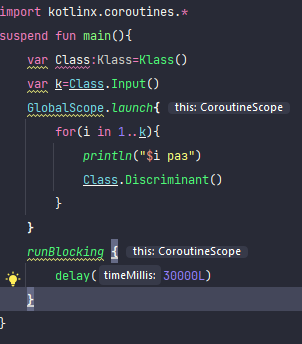 import kotlinx.coroutines.*
suspend fun main(){
var Class:Klass=Klass()
var k=Class.Input()
GlobalScope.launch{ this: CoroutineScope
for(i in 1..k){
println("$i раз")
Class.Discriminant()
}
}
runBlocking { this: CoroutineScope
delay( timeMillis: 30000L)
}
}